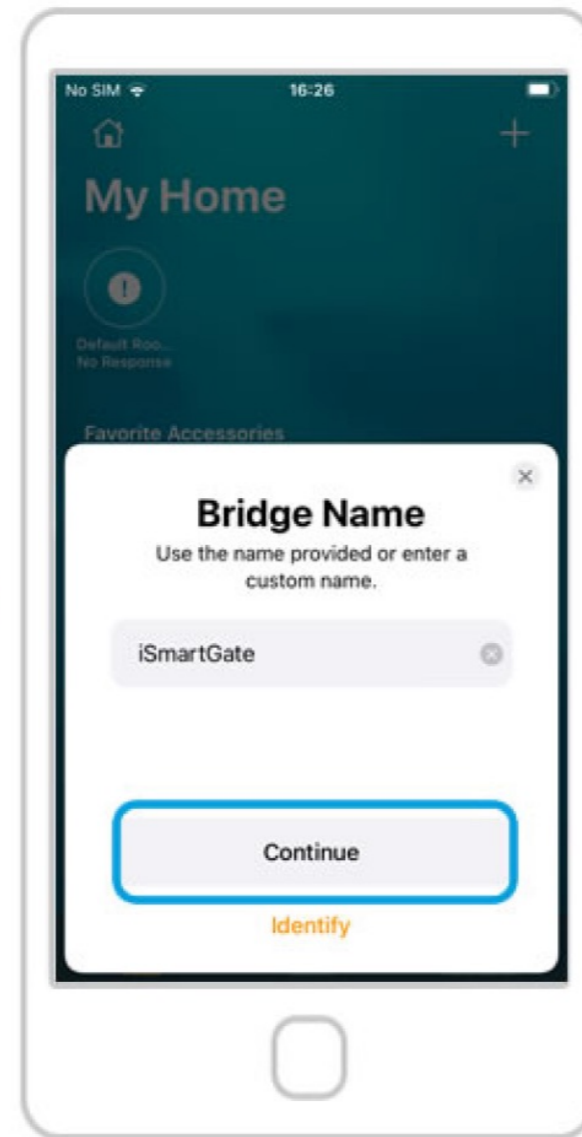 No SIM 16:26
My Home
Default Roo...
No Response
Favorite Accessories
Bridge Name
Use the name provided or enter a
custom name.
iSmartGate
Continue
Identify